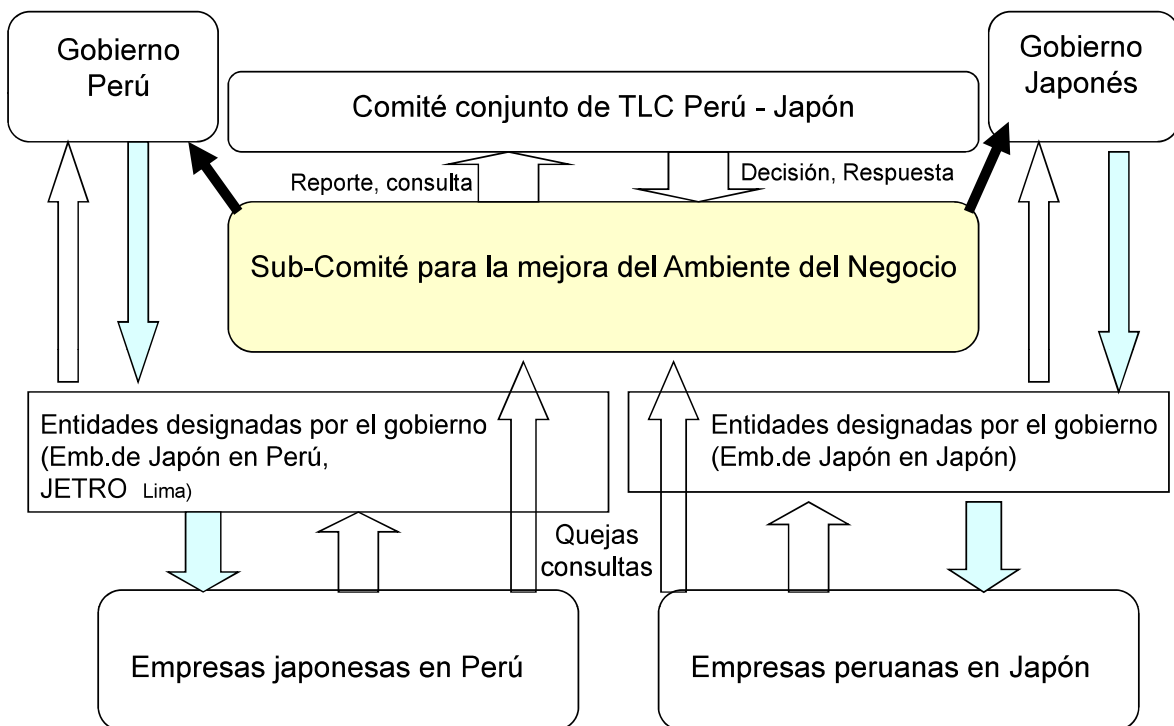 Gobierno
Perú
Gobierno
Japonés
Comité conjunto de TLC Perú - Japón
Reporte, consulta
Decisión, Respuesta
Sub-Comité para la mejora del Ambiente del Negocio
Entidades designadas por el gobierno
(Emb.de Japón en Perú,
JETRO Lima)
Entidades designadas por el gobierno
(Emb.de Japón en Japón)
Quejas
consultas
Empresas japonesas en Perú
Empresas peruanas en Japón